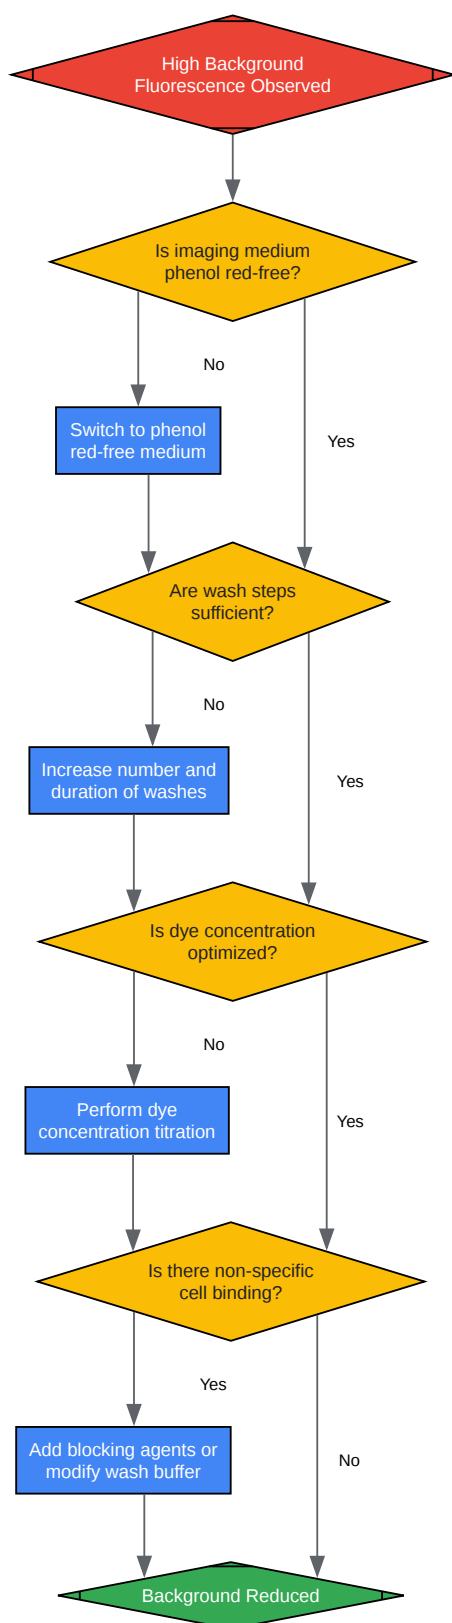 High Background
Fluorescence Observed
Is imaging medium
phenol red-free?
No
Switch to phenol
red-free medium
Yes
Are wash steps
sufficient?
No
Increase number and
duration of washes
Yes
Is dye concentration
optimized?
No
Perform dye
concentration titration
Yes
Is there non-specific
cell binding?
Yes
Add blocking agents or
modify wash buffer
No
Background Reduced